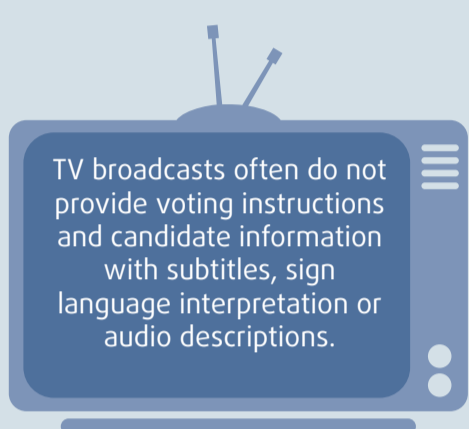 TV broadcasts often do not
provide voting instructions
and candidate information
with subtitles, sign
language interpretation or
audio descriptions.